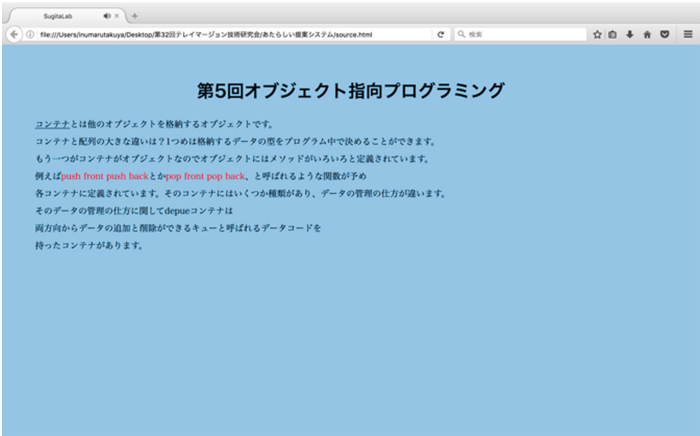 SugitaLab
file:///Users/inumarutakuya/Desktop/第32回テレイマージョン技術研究会/あたらしい提案システム/source.html
検索
第5回オブジェクト指向プログラミング
コンテナとは他のオブジェクトを格納するオブジェクトです。
コンテナと配列の大きな違いは？1つめは格納するデータの型をプログラム中で決めることができます。
もう一つがコンテナがオブジェクトなのでオブジェクトにはメソッドがいろいろと定義されています。
例えばpush front push backとかpop front pop back、と呼ばれるような関数が予め
各コンテナに定義されています。そのコンテナにはいくつか種類があり、データの管理の仕方が違います。
そのデータの管理の仕方に関してdepueコンテナは
両方向からデータの追加と削除ができるキューと呼ばれるデータコードを
持ったコンテナがあります。